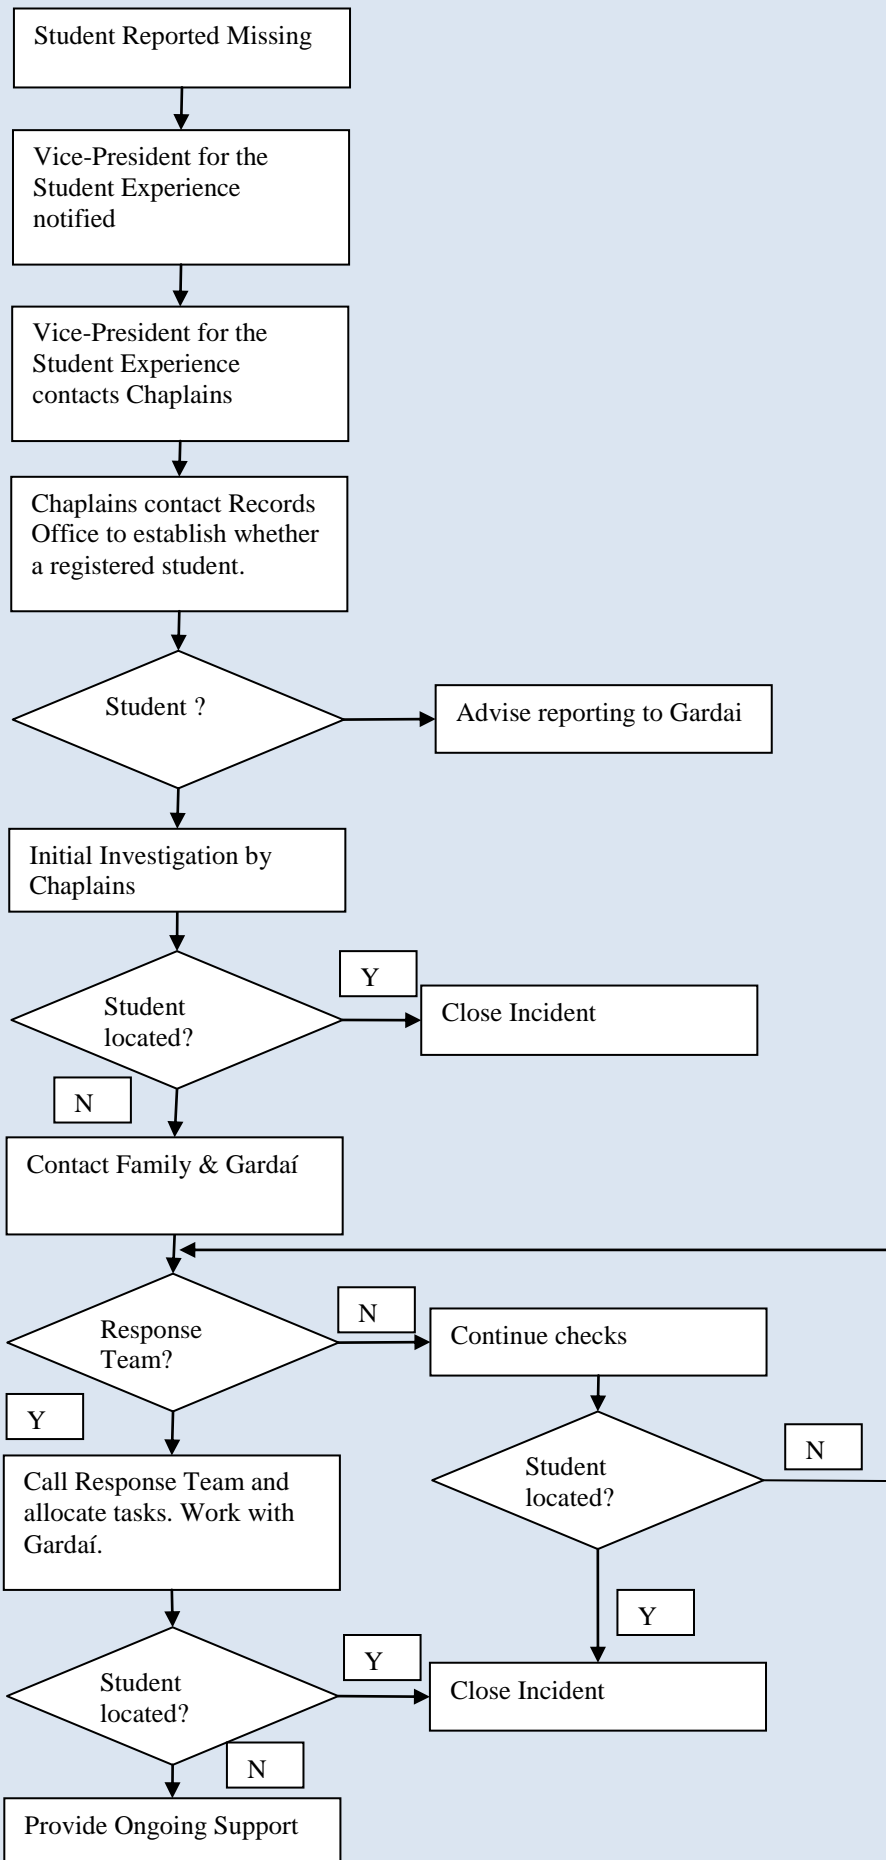 Student Reported Missing
Vice-President for the
Student Experience
notified
Vice-President for the
Student Experience
contacts Chaplains
Chaplains contact Records
Office to establish whether
a registered student.
Student ?
Advise reporting to Gardai
Initial Investigation by
Chaplains
Student
located?
Y
Close Incident
N
Contact Family & Gardaí
Response
Team?
N
Continue checks
Y
Call Response Team and
allocate tasks. Work with
Gardaí.
Student
located?
N
Y
Student
located?
Y
Close Incident
N
Provide Ongoing Support